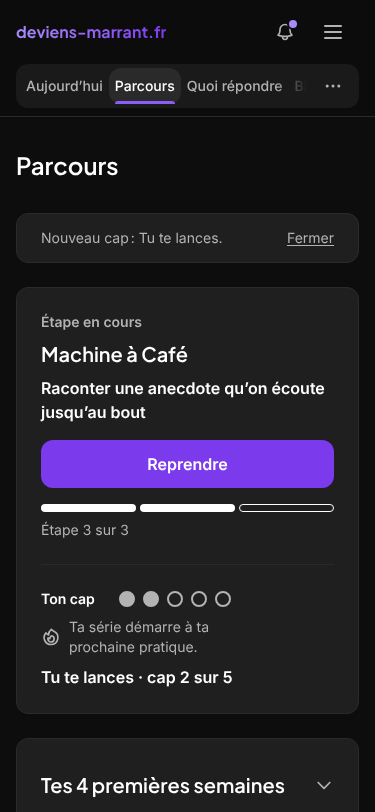 deviens-marrant.fr
Aujourd’hui Parcours Quoi répondre
Parcours
Nouveau cap : Tu te lances. Fermer
Étape en cours
Machine à Café
Raconter une anecdote qu’on écoute
jusqu’au bout
Reprendre
Étape 3 sur 3
Ton cap
Ta série démarre à ta
prochaine pratique.
Tu te lances · cap 2 sur 5
Tes 4 premières semaines